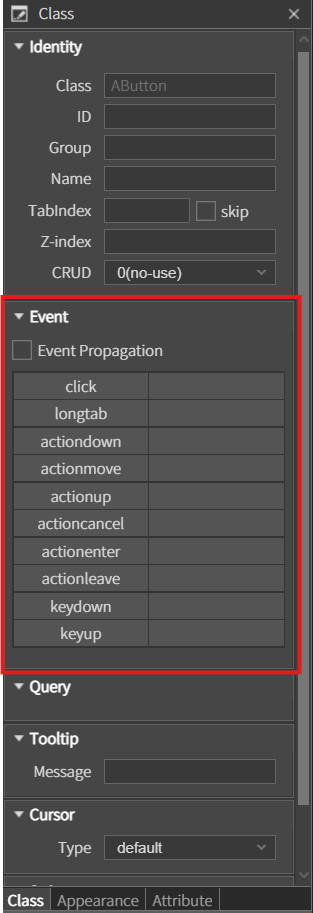 Class
Identity
Class AButton
ID
Group
Name
TabIndex skip
Z-index
CRUD 0(no-use)
Event
Event Propagation
click
longtab
actiondown
actionmove
actionup
actioncancel
actionenter
actionleave
keydown
keyup
Query
Tooltip
Message
Cursor
Type default
Class Appearance Attribute